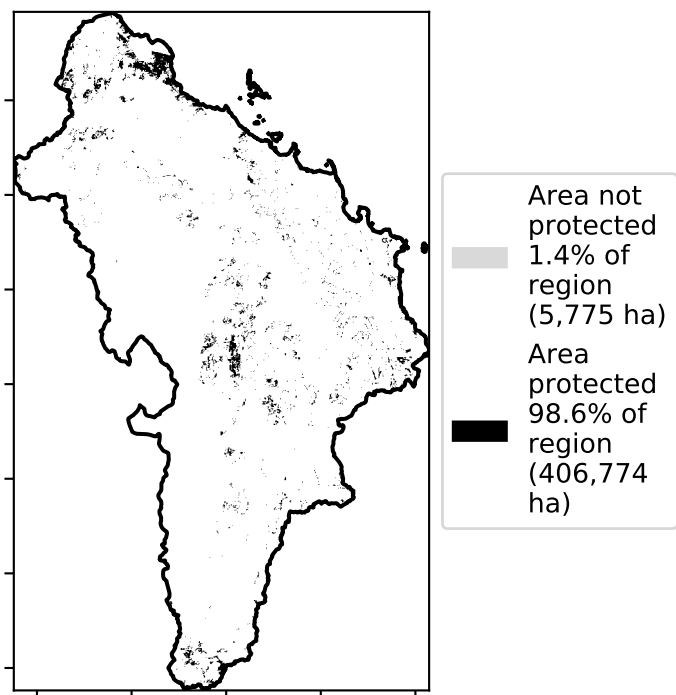 Area not
protected
1.4% of
region
(5,775 ha)
Area
protected
98.6% of
region
(406,774
ha)